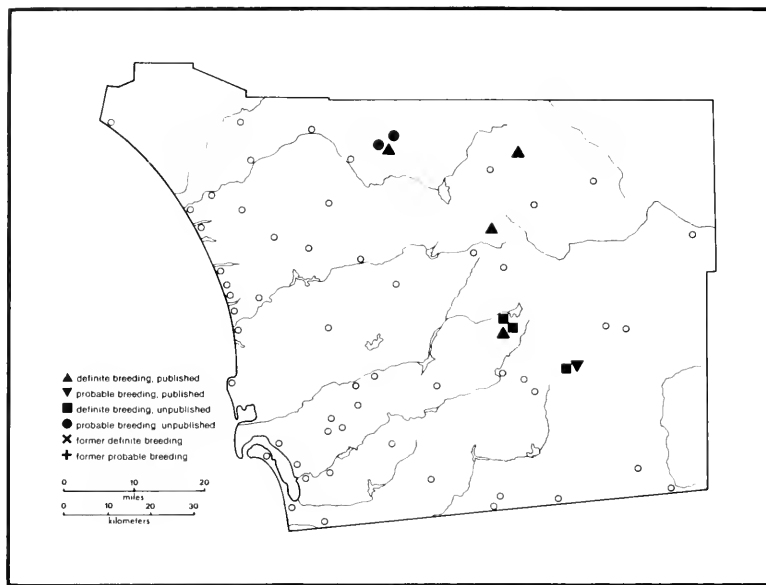 definite breeding, published
probable breeding, published
definite breeding, unpublished
probable breeding unpublished
former definite breeding
former probable breeding
0 10 20
miles
0 10 20 30
kilometers